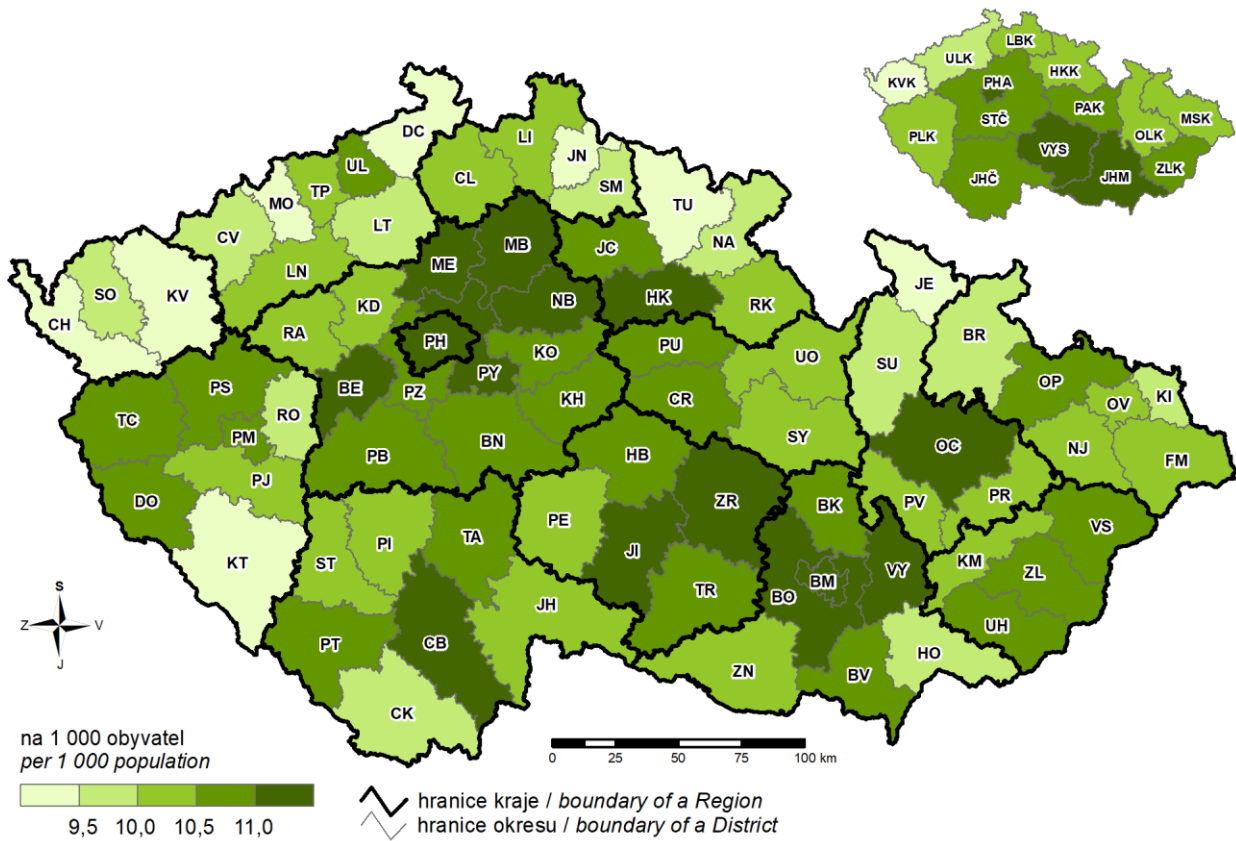 LBK
ULK
HKK
KVK
PHA
PAK
STČ
MSK
PLK
OLK
VYS
ZLK
JHČ
JHM
DC
LI
JN
UL
CL
SM
TP
MO
TU
LT
CV
NA
MB
JC
ME
LN
SO
KV
NB
HK
JE
KD
RK
CH
RA
BR
PH
KO
PU
UO
SU
PS
BE
PY
OP
KI
PZ
OV
TC
RO
KH
CR
PM
SY
OC
NJ
FM
PB
BN
HB
PJ
DO
ZR
PV
PR
BK
VS
PE
TA
PI
ST
JI
KT
KM
VY
BM
ZL
TR
BO
JH
UH
PT
CB
HO
ZN
BV
CK
S
Z V
J
na 1 000 obyvatel
per 1 000 population
9,5 10,0 10,5 11,0
0 25 50 75 100 km
hranice kraje / boundary of a Region
hranice okresu / boundary of a District